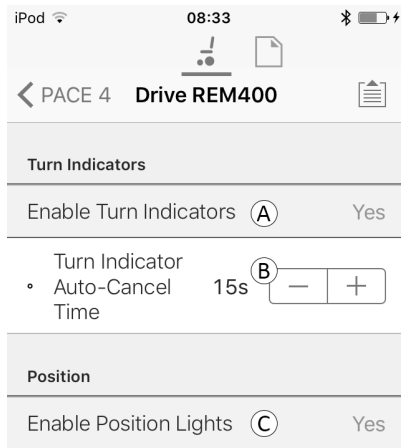 iPod 08:33
PACE 4 Drive REM400
Turn Indicators
Enable Turn Indicators A Yes
Turn Indicator
Auto-Cancel 15s B − +
Time
Position
Enable Position Lights C Yes